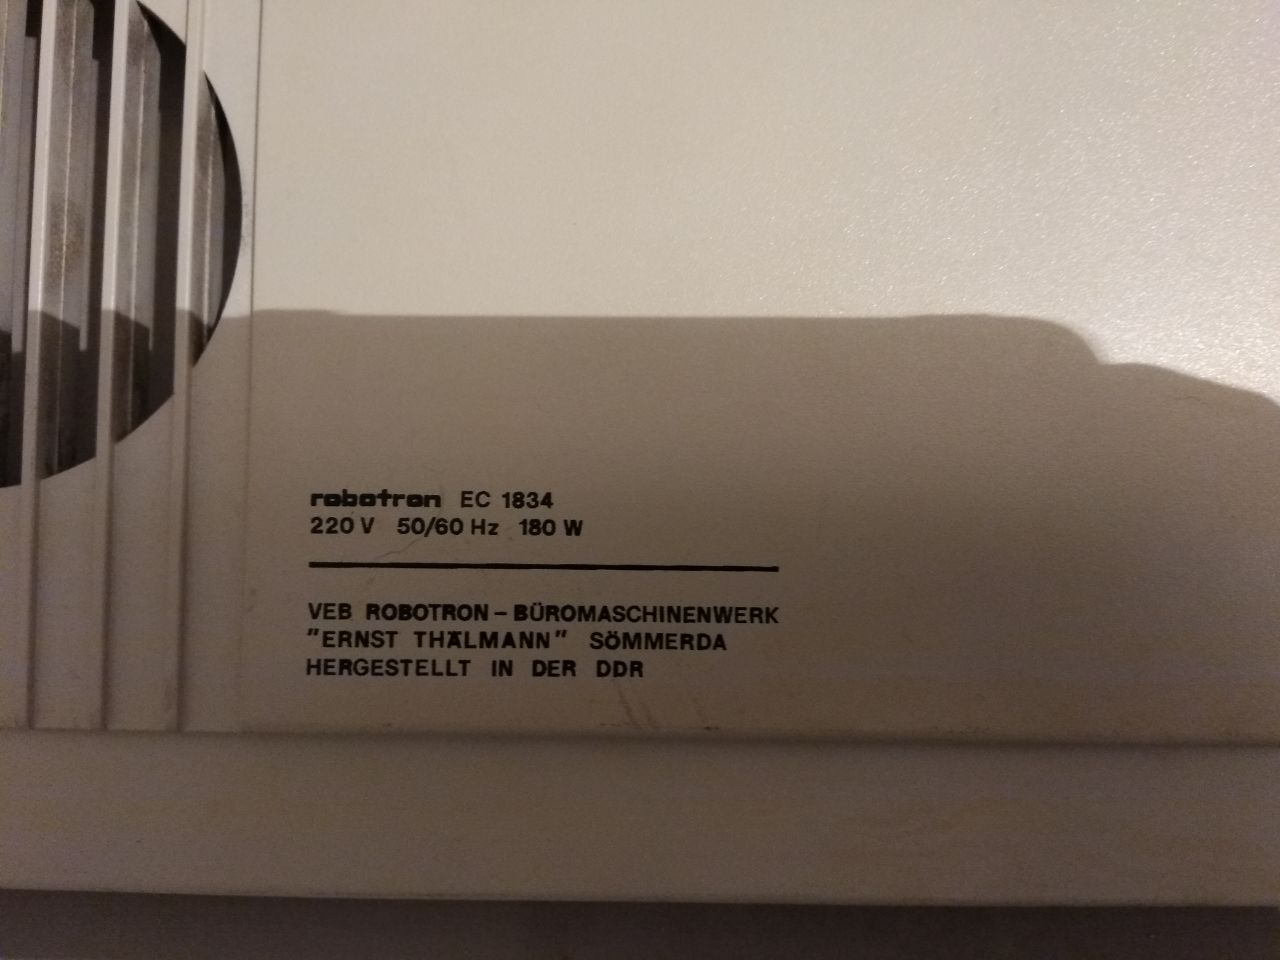 robotron EC 1834
220 V 50/60 Hz 180 W
VEB ROBOTRON – BÜROMASCHINENWERK
"ERNST THÄLMANN" SÖMMERDA
HERGESTELLT IN DER DDR